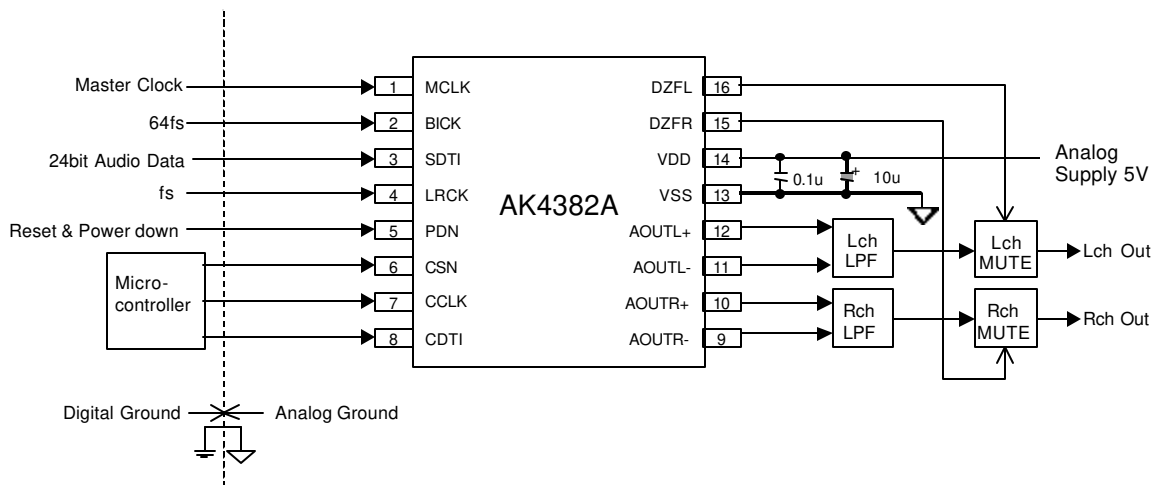 Master Clock
64fs
24bit Audio Data
fs
Reset & Power down
Micro-
controller
1 MCLK
2 BICK
3 SDTI
4 LRCK
5 PDN
6 CSN
7 CCLK
8 CDTI
AK4382A
DZFL 16
DZFR 15
VDD 14
VSS 13
AOUTL+ 12
AOUTL- 11
AOUTR+ 10
AOUTR- 9
0.1u
+
10u
Analog
Supply 5V
Lch
LPF
Lch
MUTE
Lch Out
Rch
LPF
Rch
MUTE
Rch Out
Digital Ground
Analog Ground